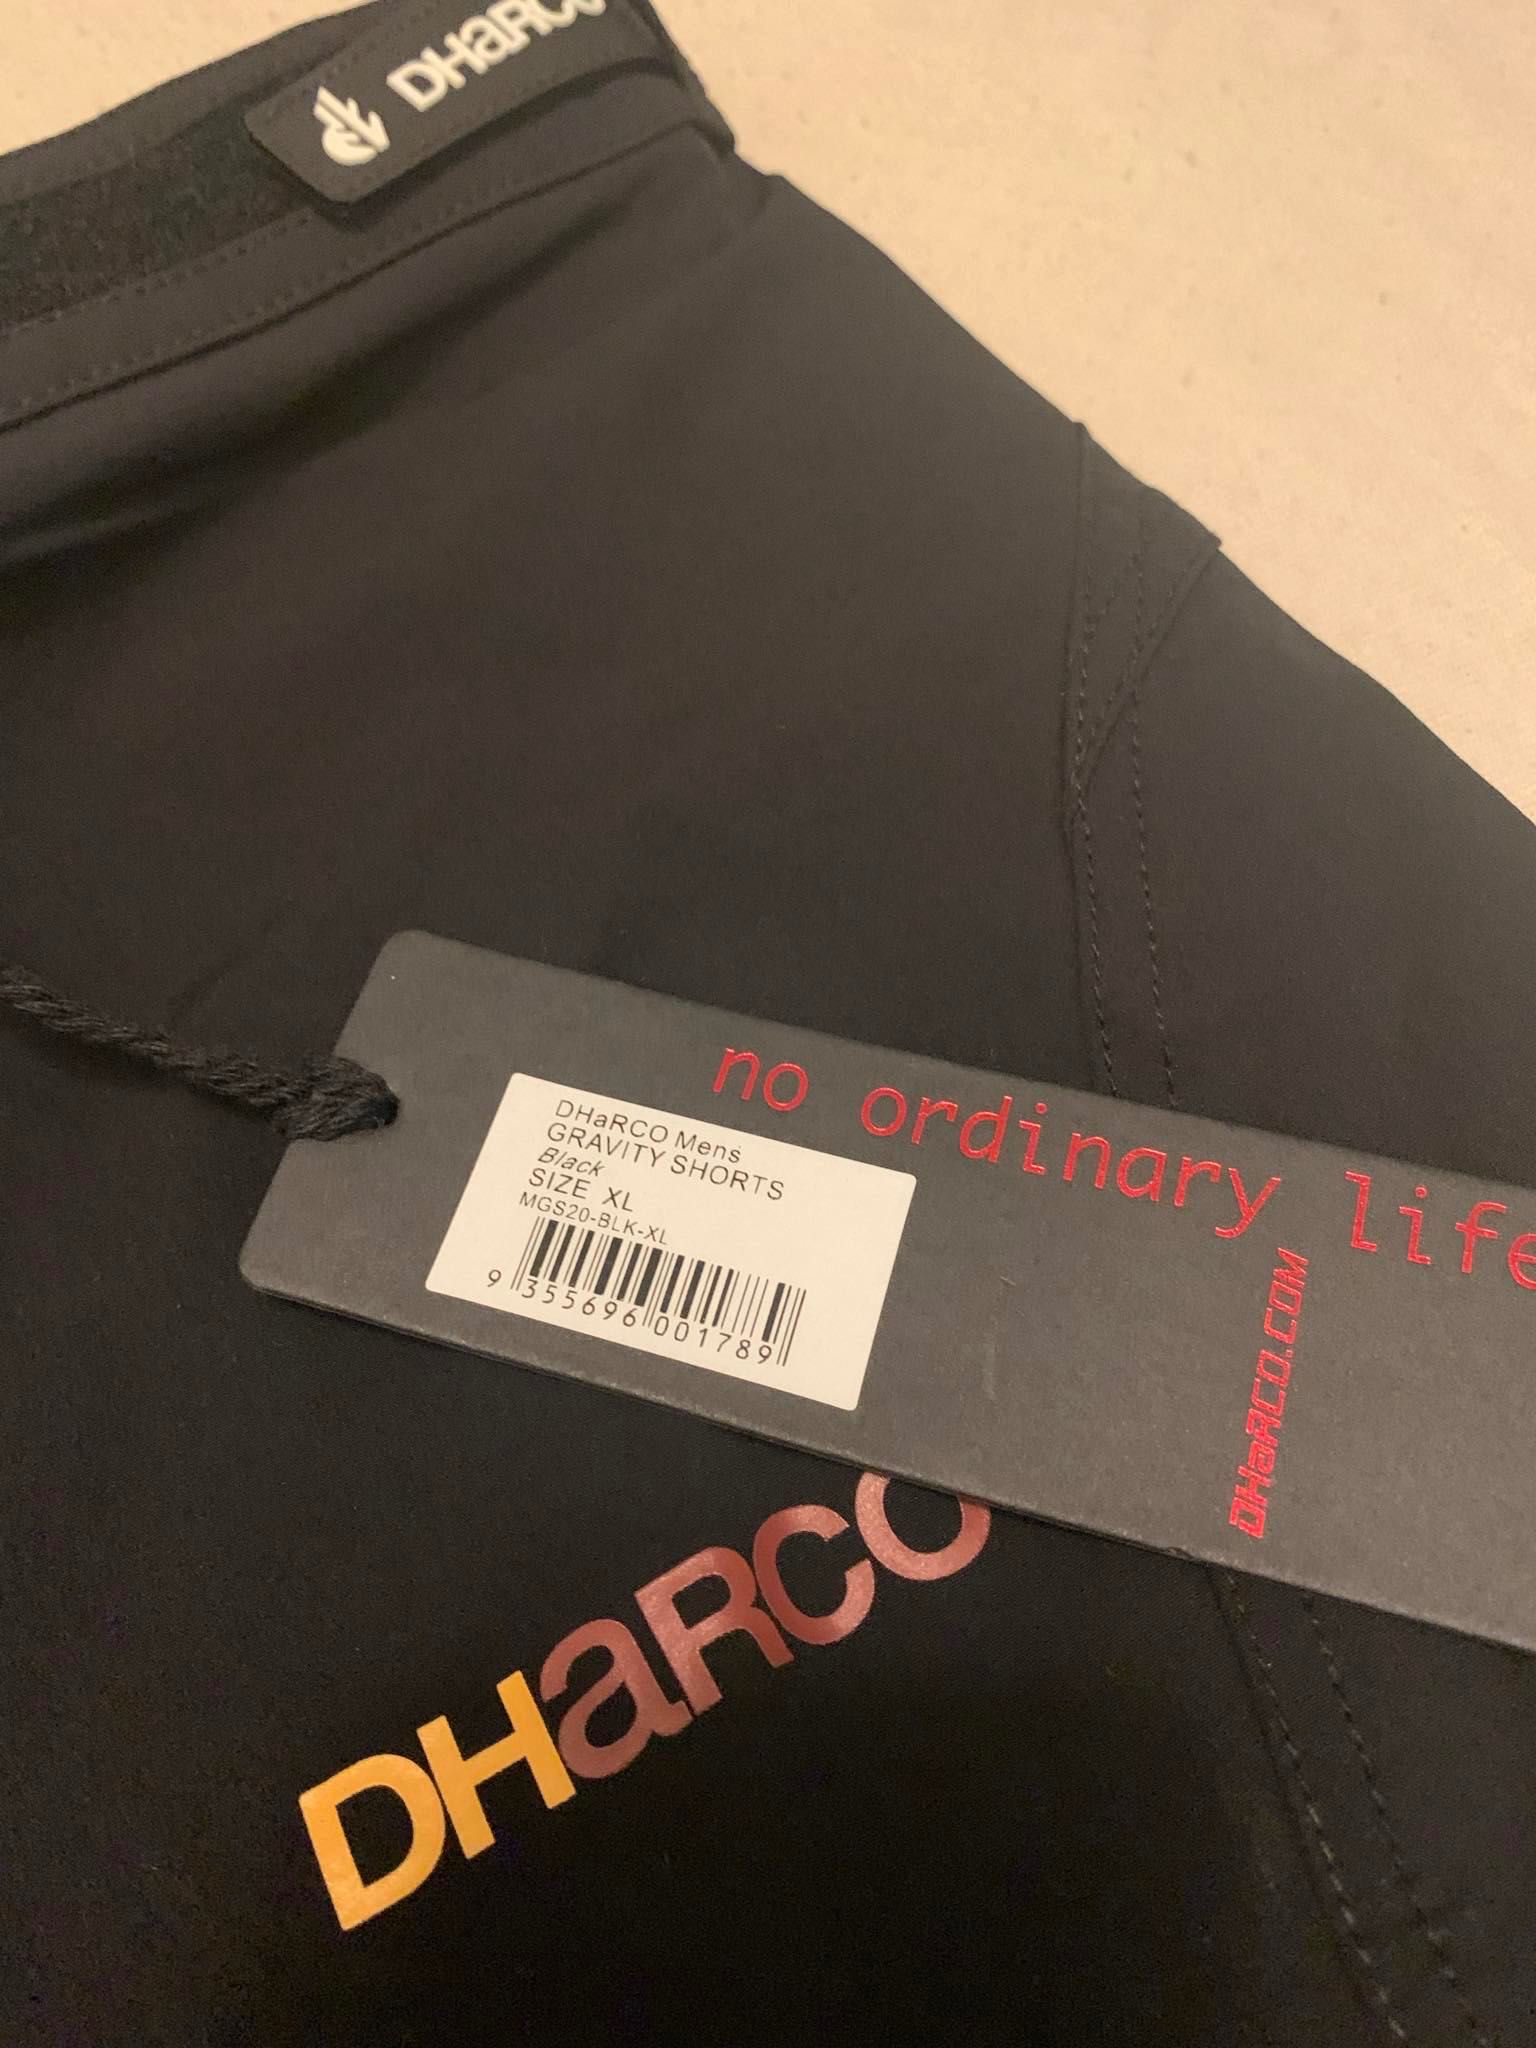 DHaRCO
no ordinary life
DHaRCO Mens
GRAVITY SHORTS
Black
SIZE XL
MGS20-BLK-XL
9 355696 001789
DHaRCO.COM
DHaRCO